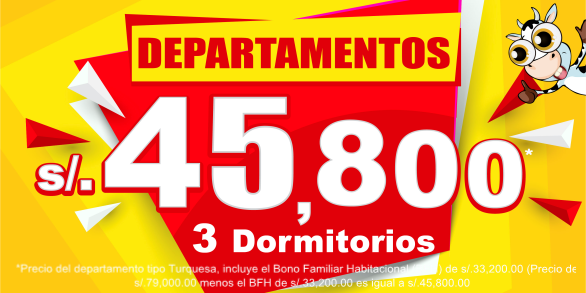 DEPARTAMENTOS
s/. 45,800*
3 Dormitorios
*Precio del departamento tipo Turquesa, incluye el Bono Familiar Habitacional de s/.33,200.00 (Precio de
s/.79,000.00 menos el BFH de s/.33,200.00 es igual a s/.45,800.00